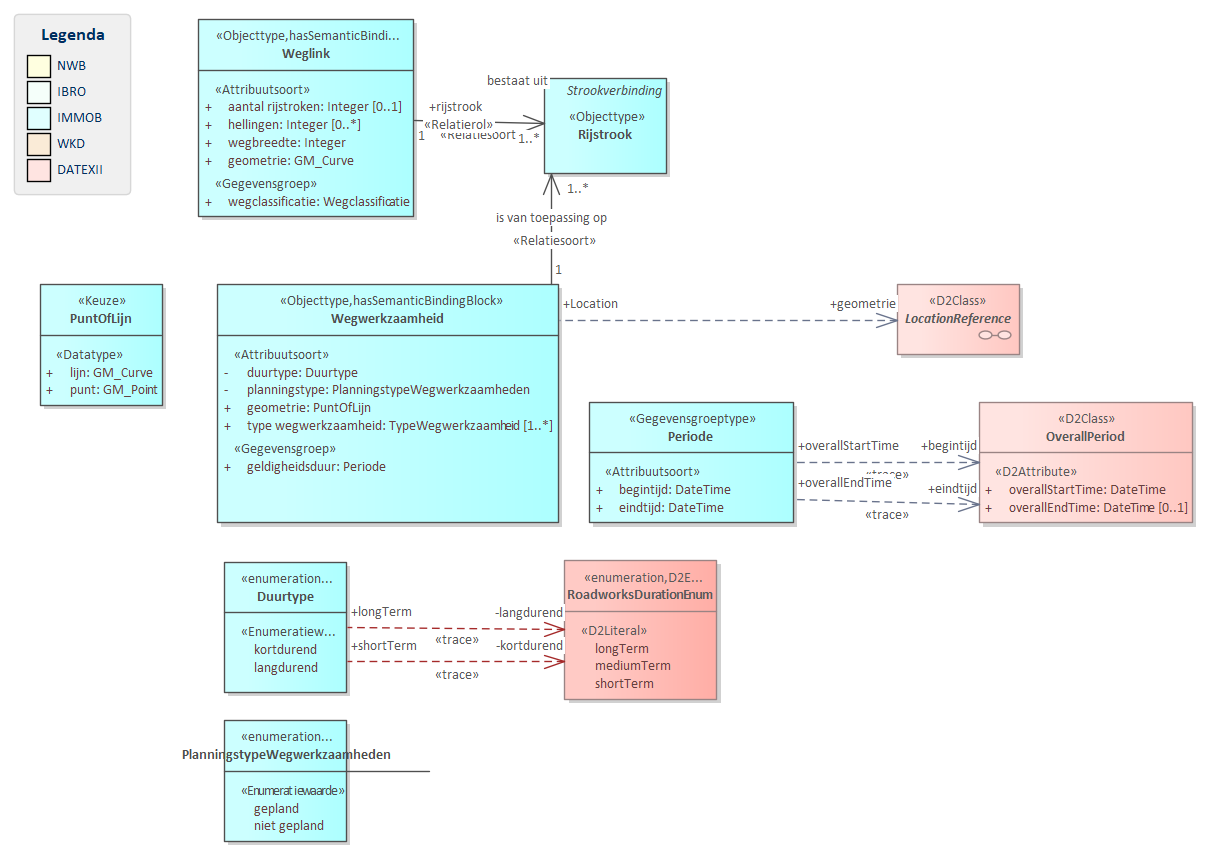 Legenda
NWB
IBRO
IMMOB
WKD
DATEXII
«Objecttype,hasSemanticBindi...
Weglink
«Attribuutsoort»
+ aantal rijstroken: Integer [0..1]
+ hellingen: Integer [0..*]
+ wegbreedte: Integer
+ geometrie: GM_Curve
«Gegevensgroep»
+ wegclassificatie: Wegclassificatie
bestaat uit
+rijstrook
«Relatierol»
1
«Relatiesoort»
1..*
Strookverbinding
«Objecttype»
Rijstrook
1..*
is van toepassing op
«Relatiesoort»
1
«Keuze»
PuntOfLijn
«Datatype»
+ lijn: GM_Curve
+ punt: GM_Point
«Objecttype,hasSemanticBindingBlock»
Wegwerkzaamheid
«Attribuutsoort»
- duurtype: Duurtype
- planningstype: PlanningstypeWegwerkzaamheden
+ geometrie: PuntOfLijn
+ type wegwerkzaamheid: TypeWegwerkzaamheid [1..*]
«Gegevensgroep»
+ geldigheidsduur: Periode
+Location
+geometrie
«D2Class»
LocationReference
«Gegevensgroeptype»
Periode
«Attribuutsoort»
+ begintijd: DateTime
+ eindtijd: DateTime
+overallStartTime
+begintijd
«trace»
+overallEndTime
+eindtijd
«trace»
«D2Class»
OverallPeriod
«D2Attribute»
+ overallStartTime: DateTime
+ overallEndTime: DateTime [0..1]
«enumeration...
Duurtype
«Enumeratiew...
kortdurend
langdurend
+longTerm
-langdurend
«trace»
+shortTerm
-kortdurend
«trace»
«enumeration,D2E...
RoadworksDurationEnum
«D2Literal»
longTerm
mediumTerm
shortTerm
«enumeration...
PlanningstypeWegwerkzaamheden
«Enumeratiewaarde»
gepland
niet gepland